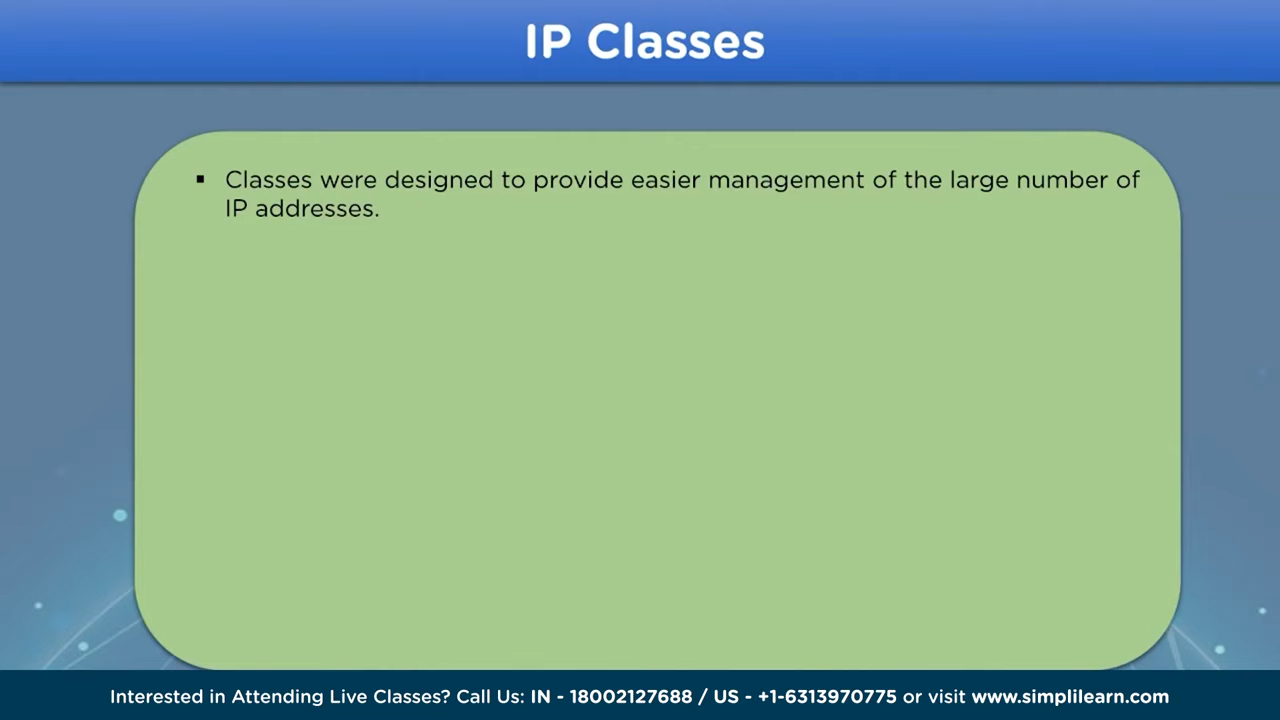 IP Classes
▪ Classes were designed to provide easier management of the large number of
IP addresses.
Interested in Attending Live Classes? Call Us: IN - 18002127688 / US - +1-6313970775 or visit www.simplilearn.com